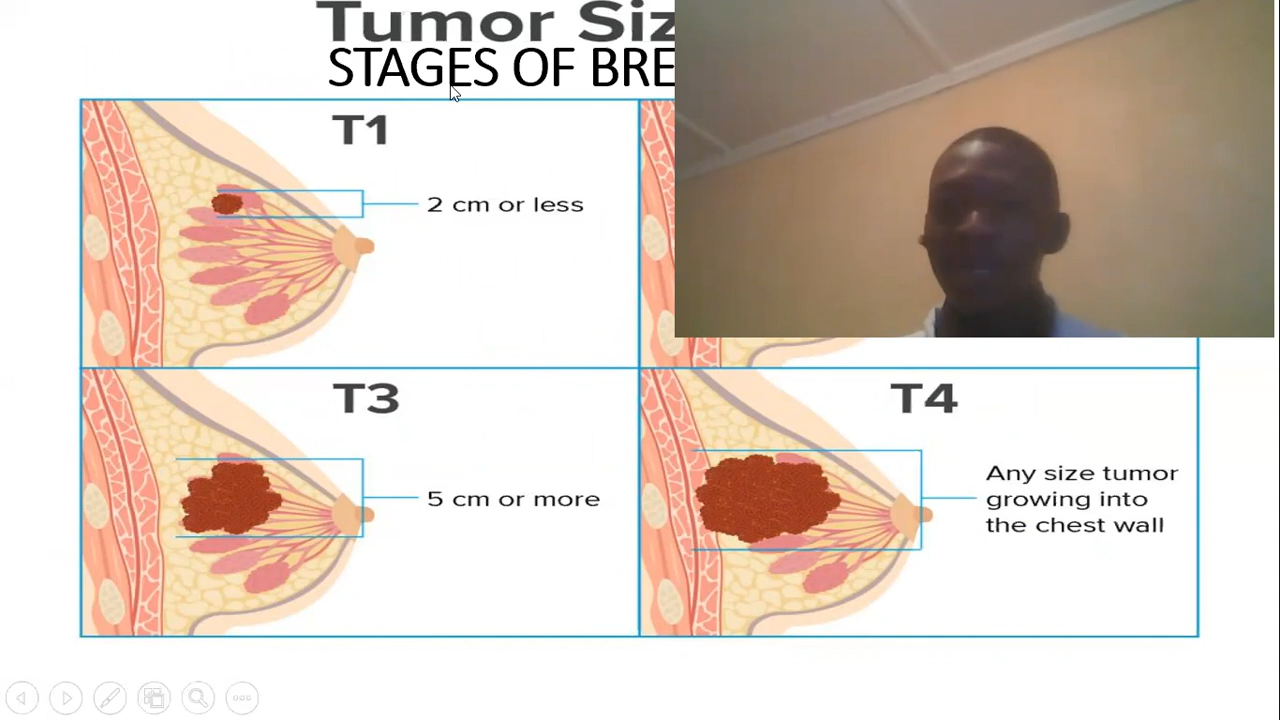 Tumor Siz
STAGES OF BRE
T1
2 cm or less
T3
5 cm or more
T4
Any size tumor
growing into
the chest wall